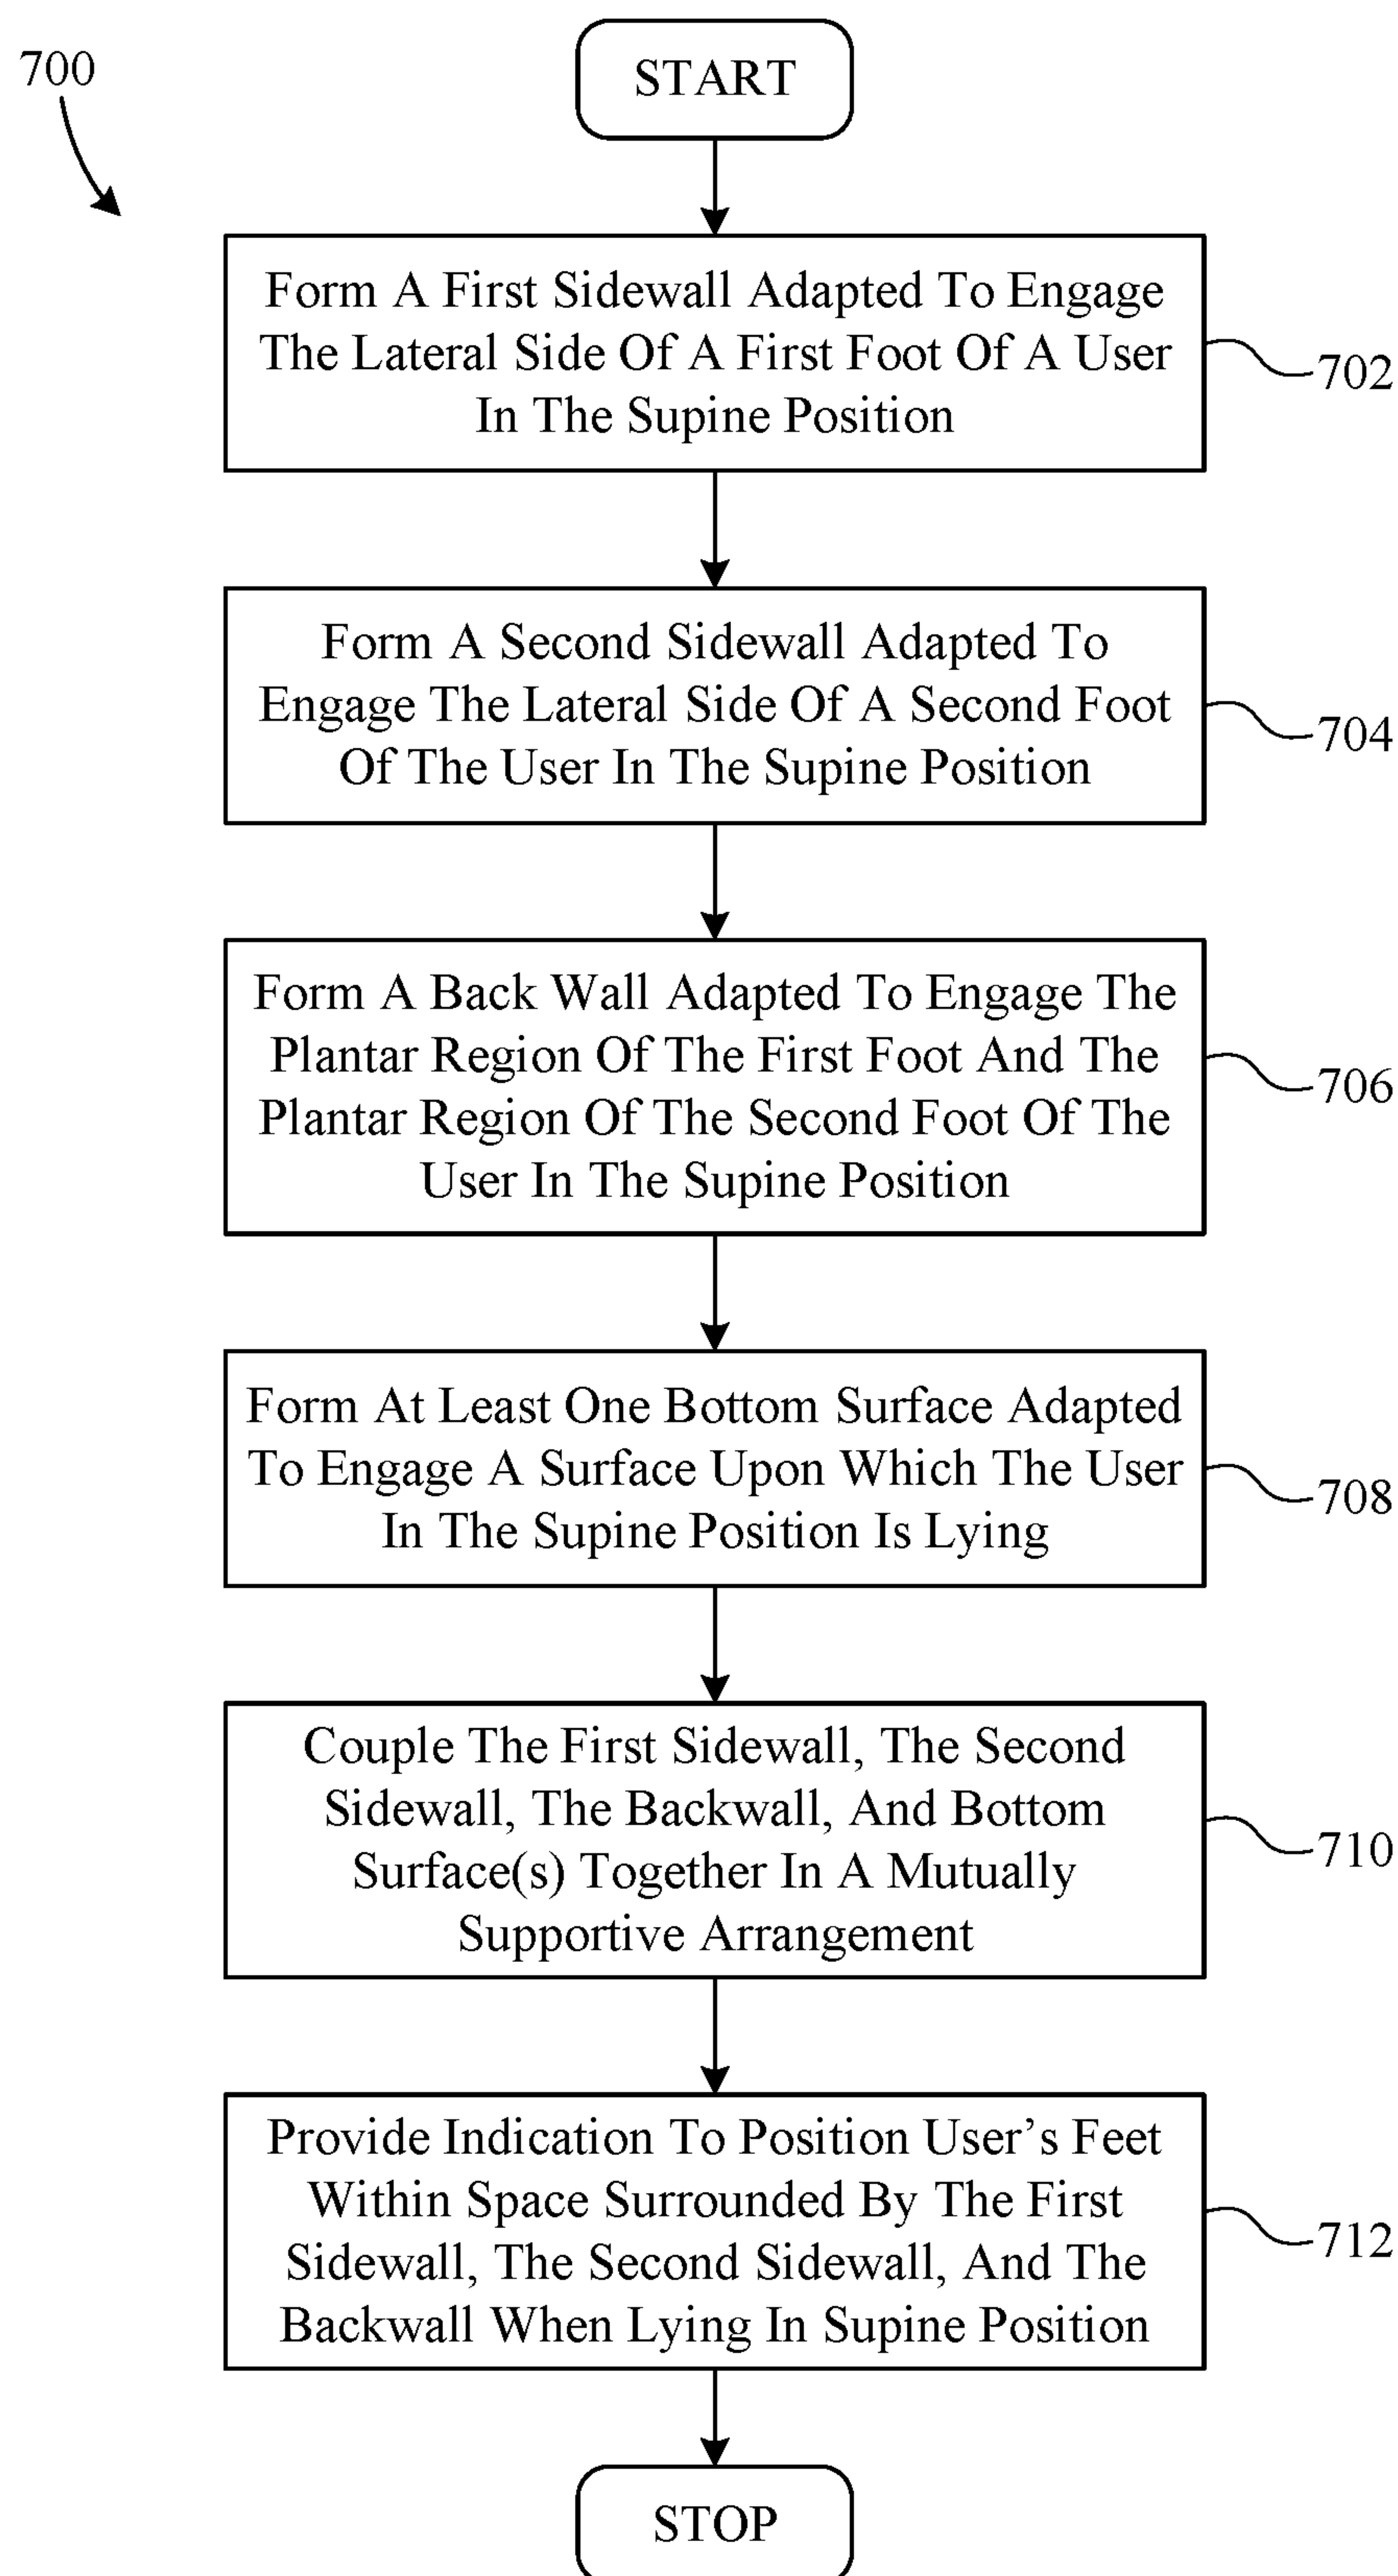 700
START
Form A First Sidewall Adapted To Engage
The Lateral Side Of A First Foot Of A User
In The Supine Position
702
Form A Second Sidewall Adapted To
Engage The Lateral Side Of A Second Foot
Of The User In The Supine Position
704
Form A Back Wall Adapted To Engage The
Plantar Region Of The First Foot And The
Plantar Region Of The Second Foot Of The
User In The Supine Position
706
Form At Least One Bottom Surface Adapted
To Engage A Surface Upon Which The User
In The Supine Position Is Lying
708
Couple The First Sidewall, The Second
Sidewall, The Backwall, And Bottom
Surface(s) Together In A Mutually
Supportive Arrangement
710
Provide Indication To Position User’s Feet
Within Space Surrounded By The First
Sidewall, The Second Sidewall, And The
Backwall When Lying In Supine Position
712
STOP